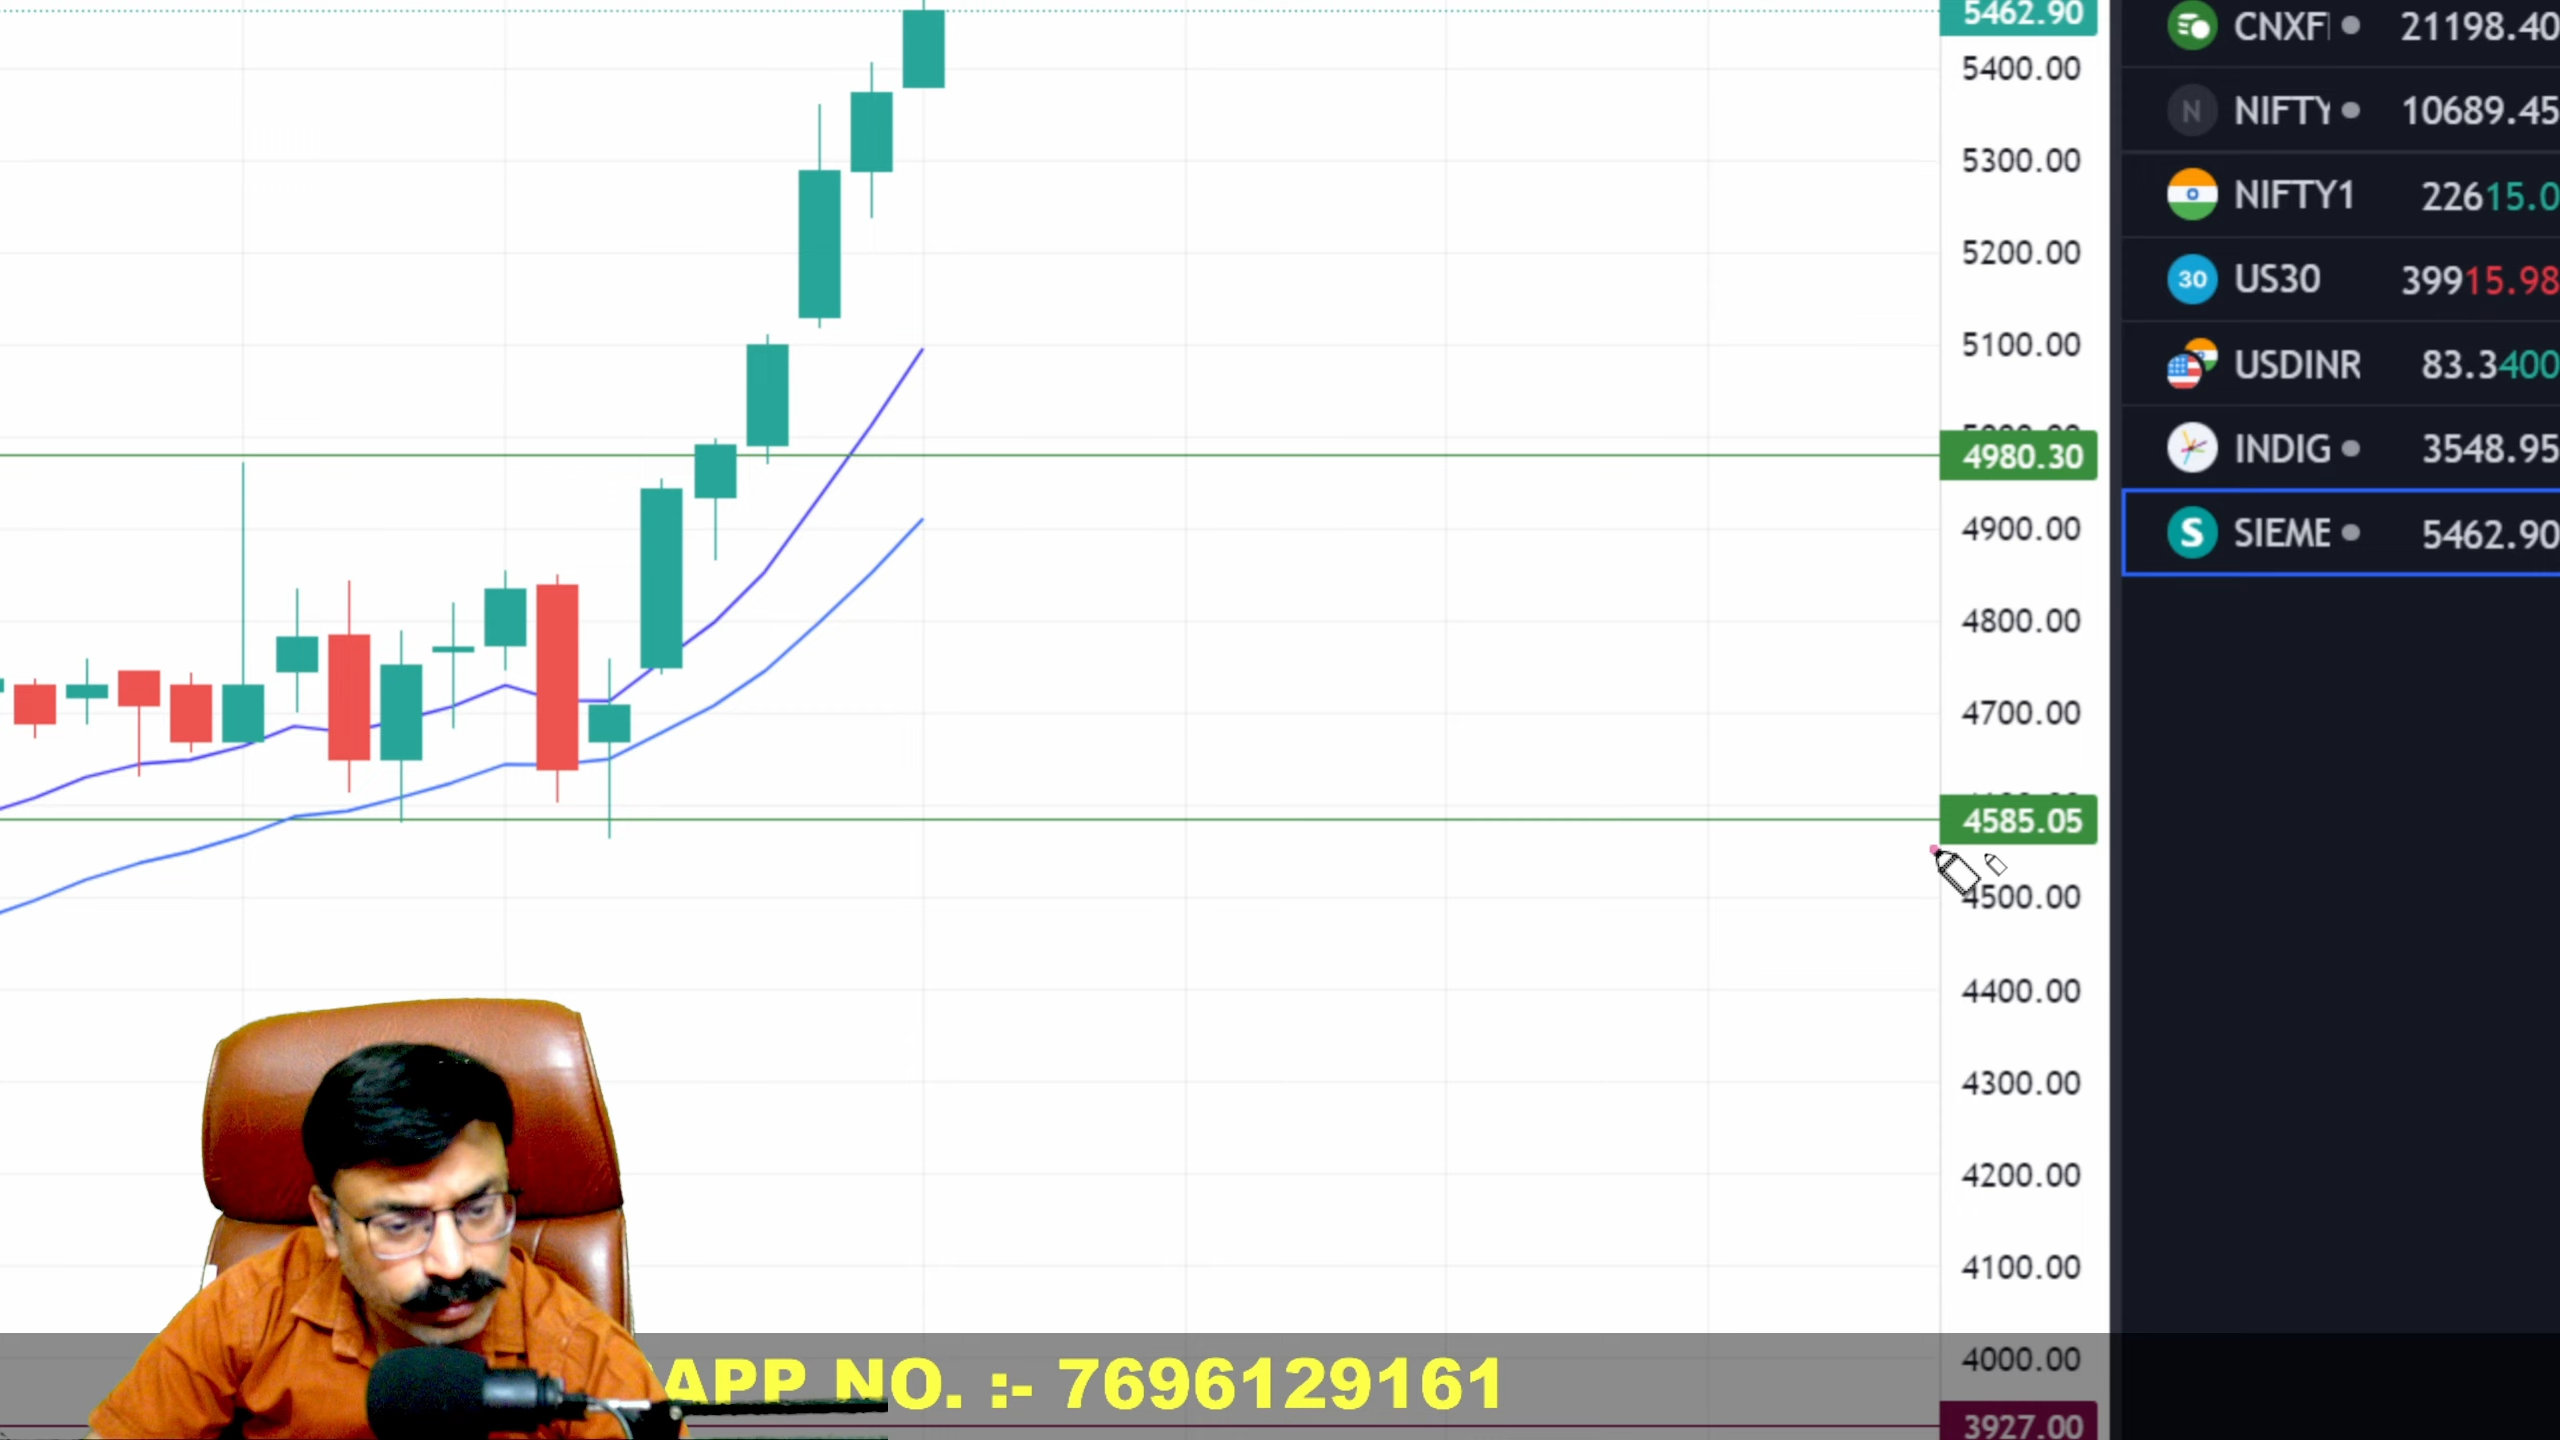 5462.90
5400.00
5300.00
5200.00
5100.00
4980.30
4900.00
4800.00
4700.00
4585.05
4500.00
4400.00
4300.00
4200.00
4100.00
4000.00
3927.00
CNXF 21198.40
N NIFTY 10689.45
NIFTY1 22615.0
30 US30 39915.98
USDINR 83.3400
INDIG 3548.95
S SIEME 5462.90
APP NO. :- 7696129161